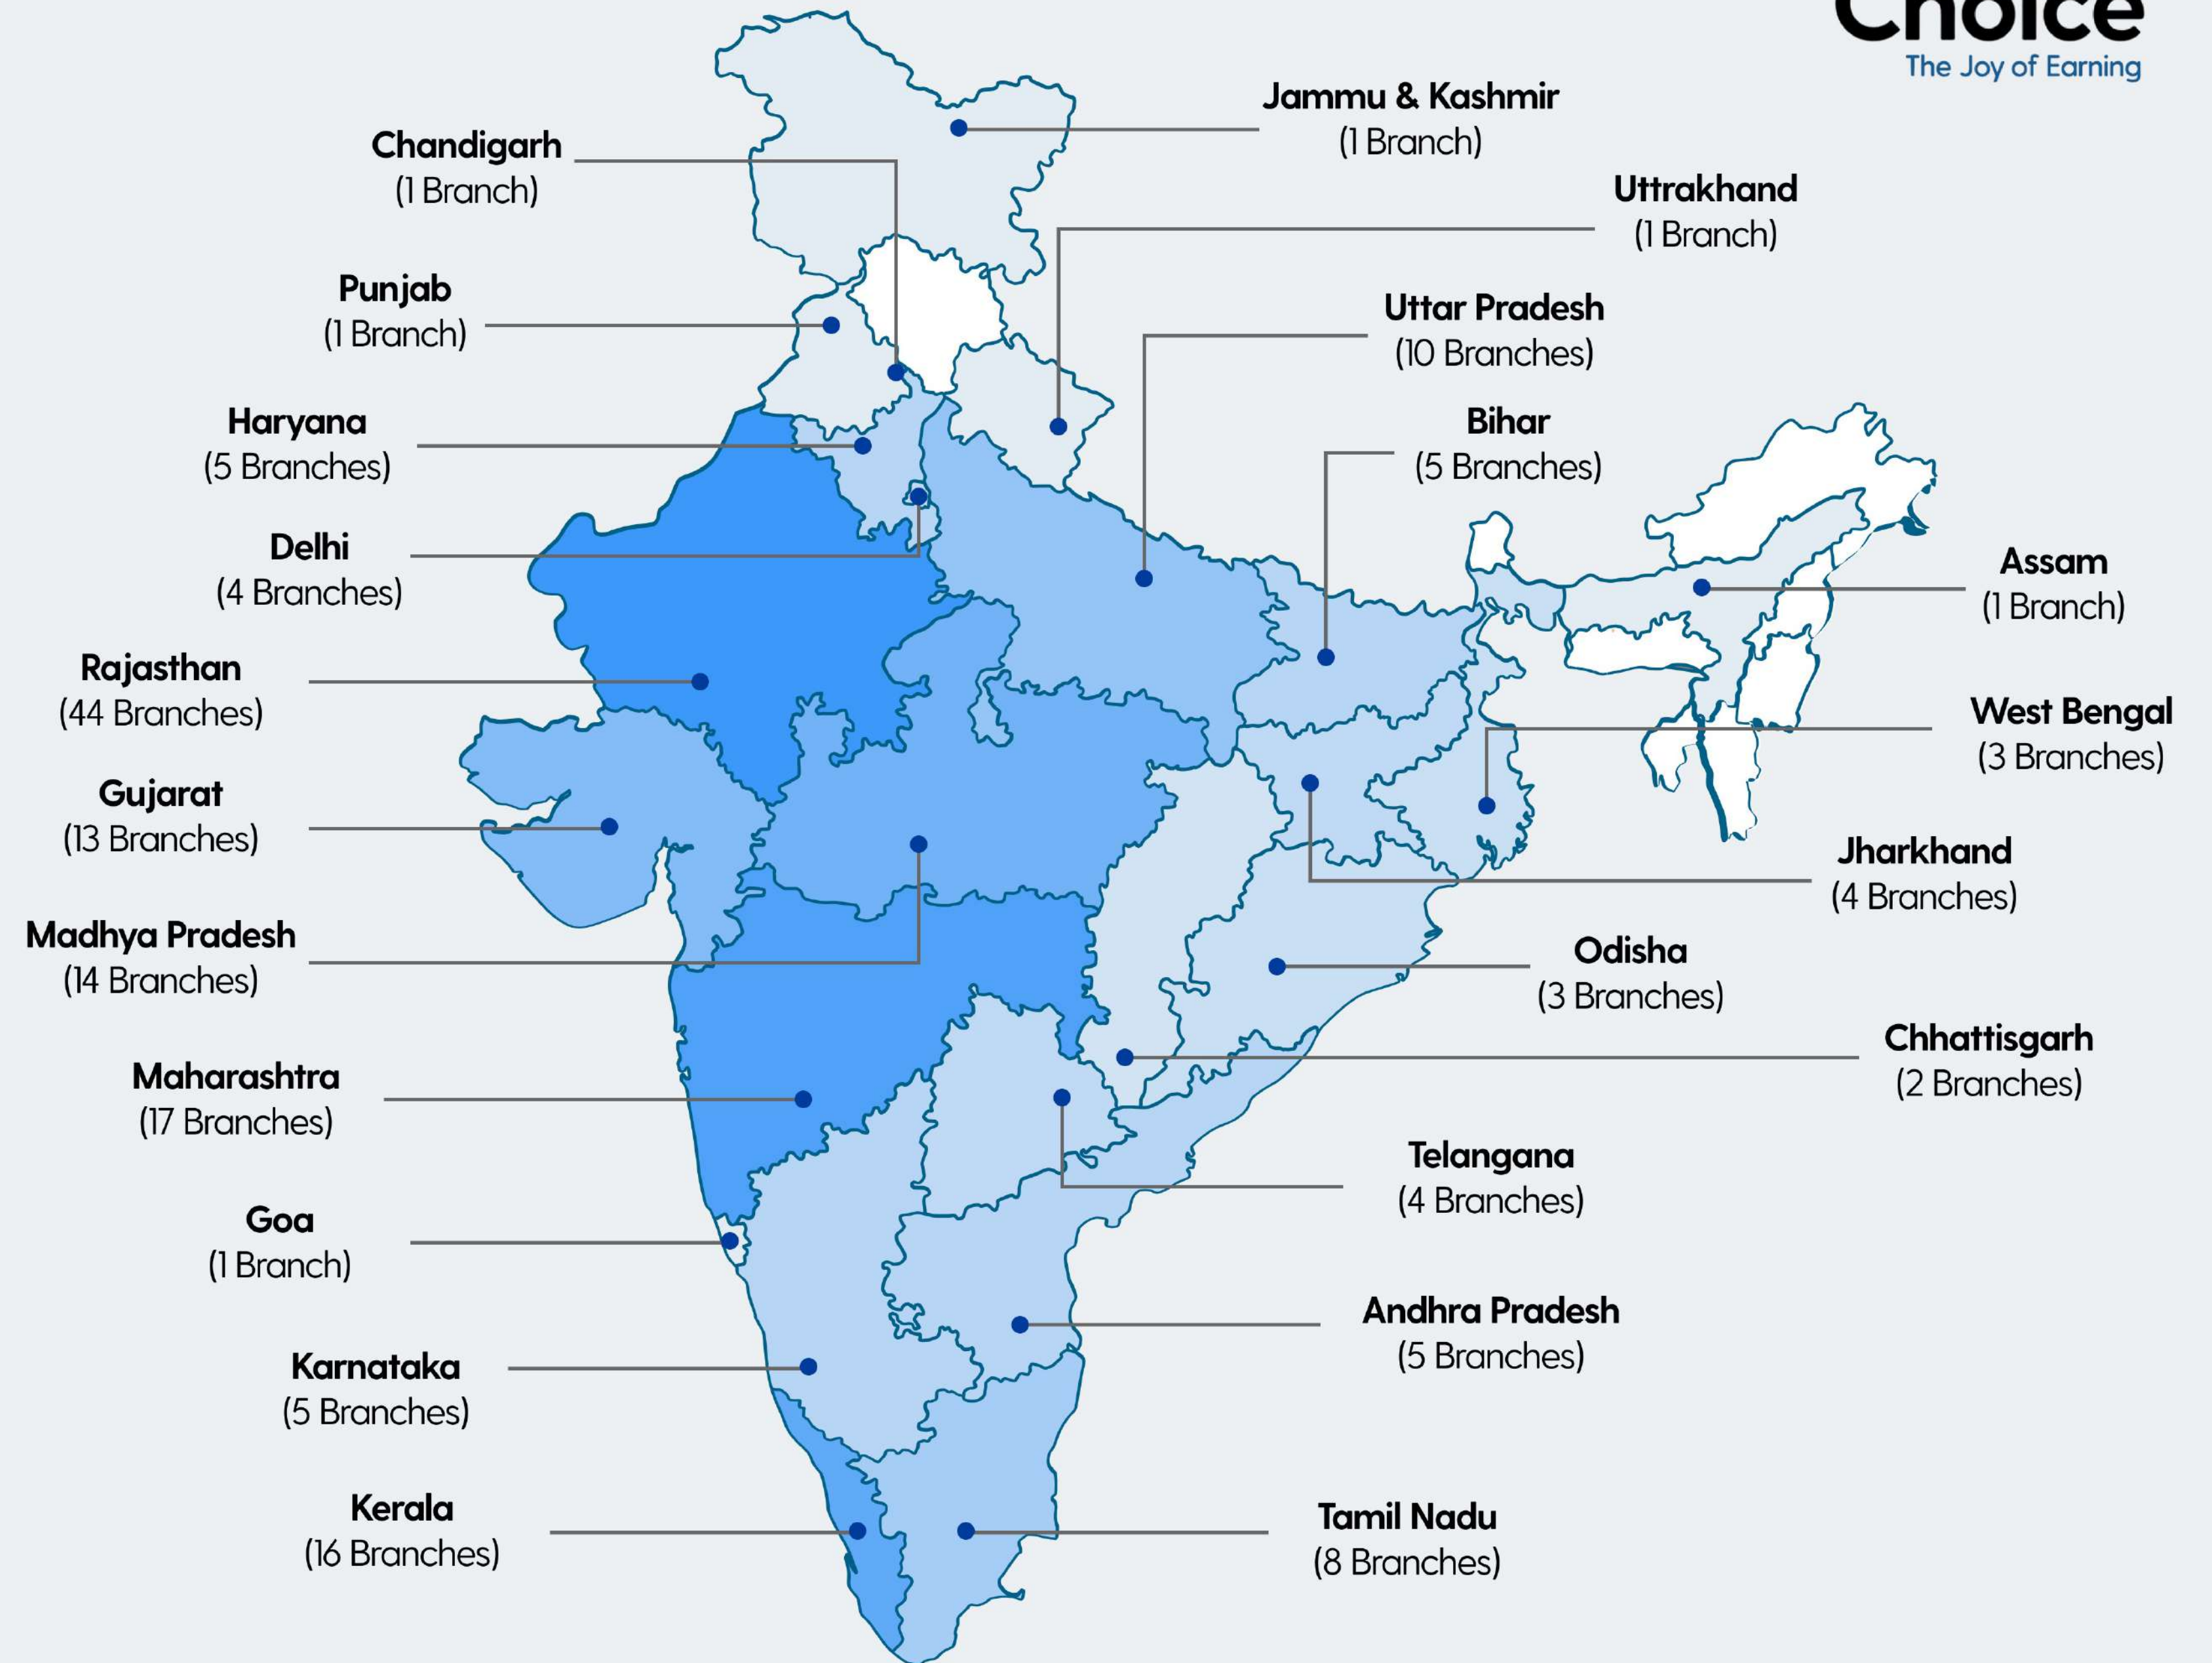 Choice
The Joy of Earning
Jammu & Kashmir
(1 Branch)
Chandigarh
(1 Branch)
Uttrakhand
(1 Branch)
Punjab
(1 Branch)
Uttar Pradesh
(10 Branches)
Haryana
(5 Branches)
Bihar
(5 Branches)
Delhi
(4 Branches)
Assam
(1 Branch)
Rajasthan
(44 Branches)
West Bengal
(3 Branches)
Gujarat
(13 Branches)
Jharkhand
(4 Branches)
Madhya Pradesh
(14 Branches)
Odisha
(3 Branches)
Chhattisgarh
(2 Branches)
Maharashtra
(17 Branches)
Telangana
(4 Branches)
Goa
(1 Branch)
Andhra Pradesh
(5 Branches)
Karnataka
(5 Branches)
Kerala
(16 Branches)
Tamil Nadu
(8 Branches)